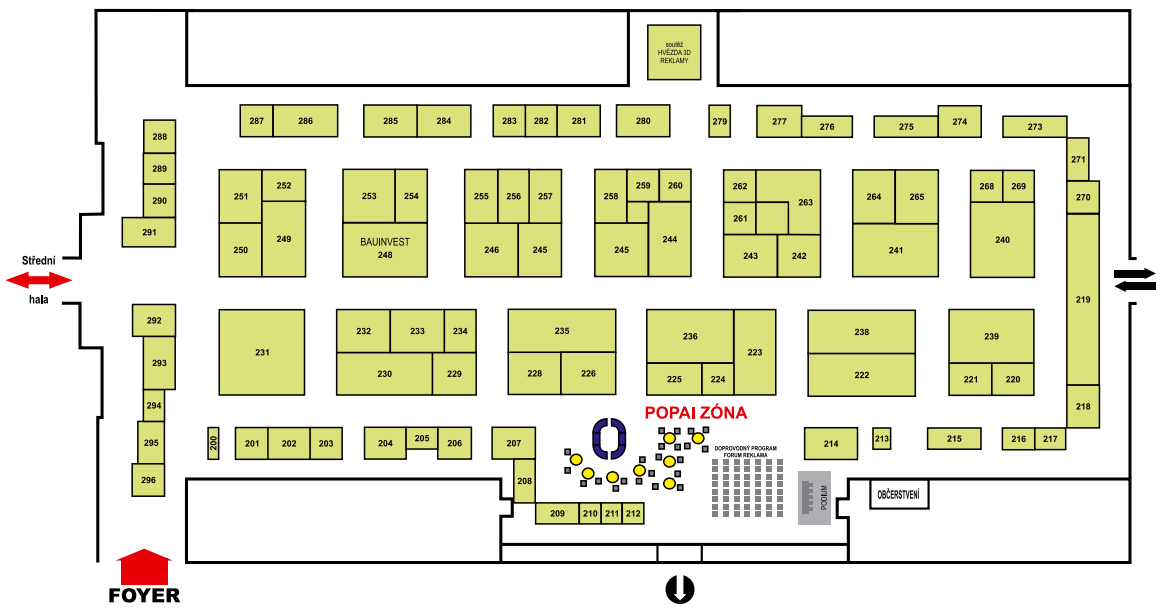 soutěž
HVĚZDA 3D
REKLAMY
287 286 285 284 283 282 281 280 279 277 276 275 274 273
288
289
290
291
271
270
251 252 253 254 255 256 257 258 259 260 262 263 264 265 268 269
261
250 249
BAUINVEST
248
246 245 245 244 243 242 241 240
Střední
hala
219
292
293
294
295
296
231 232 233 234 235 236 223 238 239
230 229 228 226 225 224 222 221 220
218
POPAI ZÓNA
200 201 202 203 204 205 206 207 214 213 215 216 217
DOPROVODNÝ PROGRAM
FORUM REKLAMA
208
209 210 211 212
PODIUM
OBČERSTVENÍ
FOYER